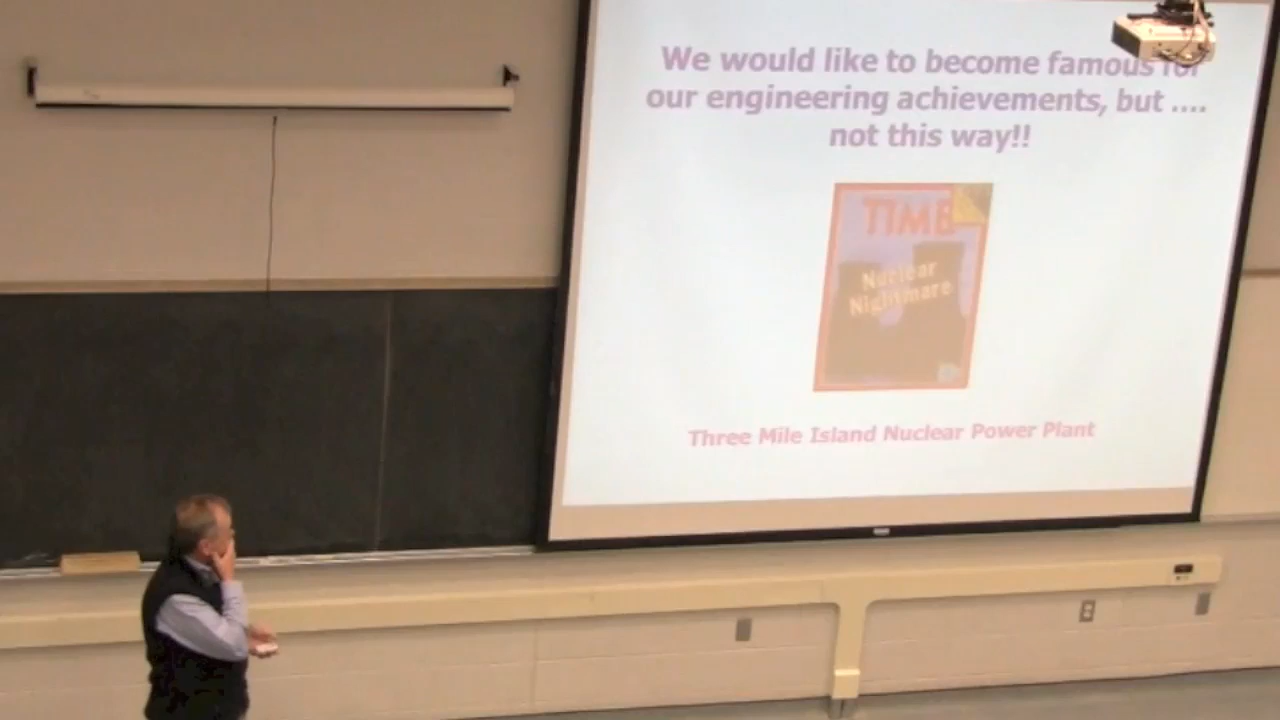 We would like to become famous for
our engineering achievements, but ....
not this way!!
TIME
Nuclear
Nightmare
Three Mile Island Nuclear Power Plant